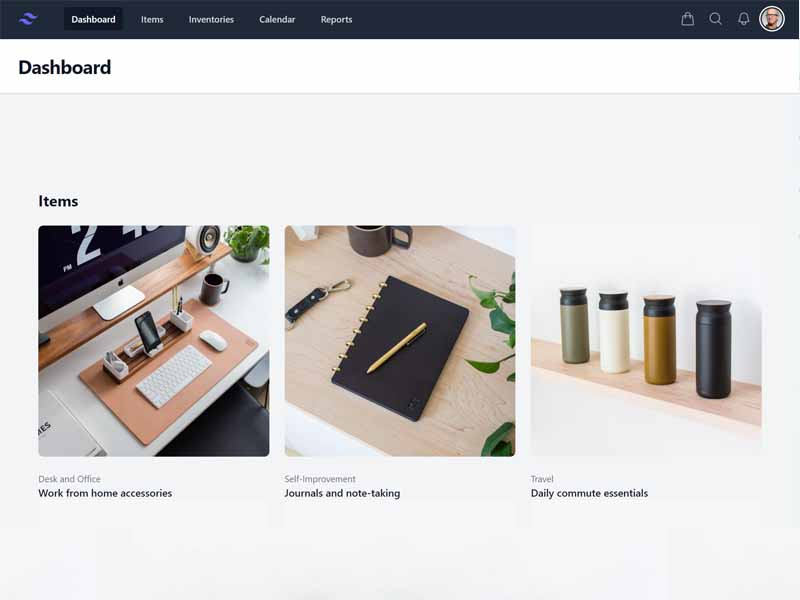 Dashboard Items Inventories Calendar Reports
Dashboard
Items
PM
Desk and Office
Work from home accessories
Self-Improvement
Journals and note-taking
Travel
Daily commute essentials